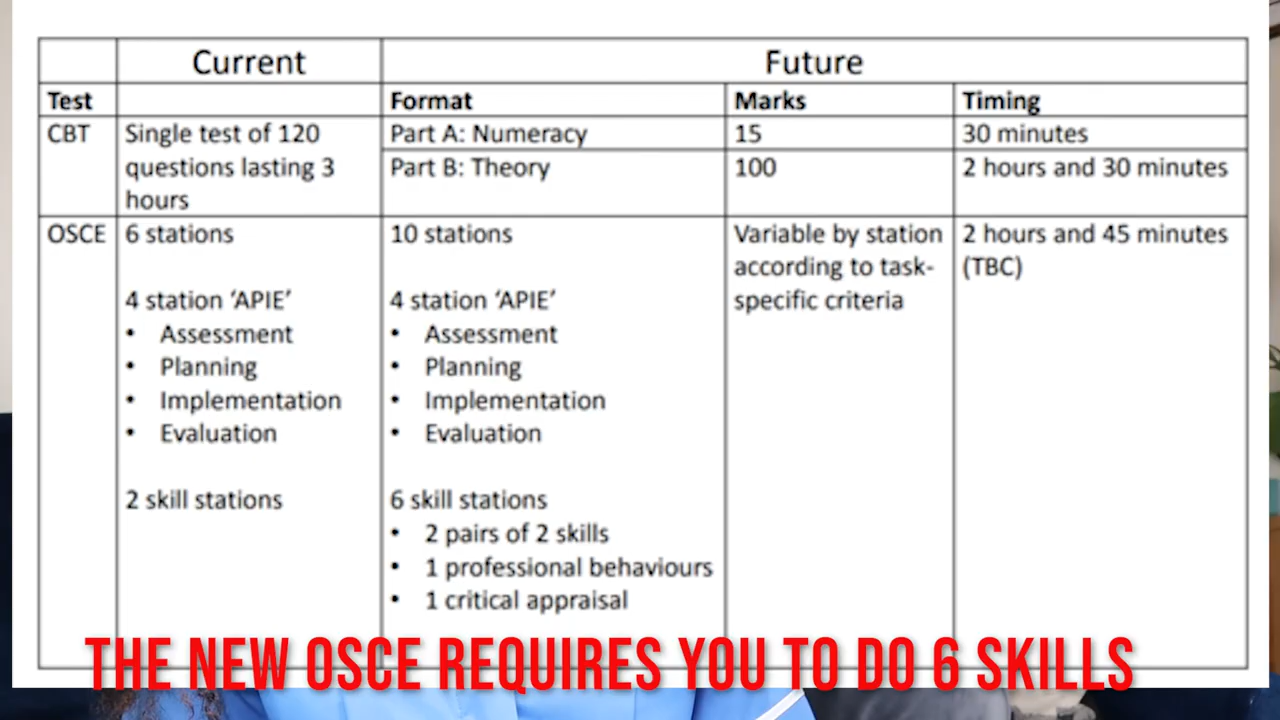 Current Future
Test Format Marks Timing
CBT Single test of 120 questions lasting 3 hours
Part A: Numeracy 15 30 minutes
Part B: Theory 100 2 hours and 30 minutes
OSCE
6 stations
4 station ‘APIE’
• Assessment
• Planning
• Implementation
• Evaluation
2 skill stations
10 stations
4 station ‘APIE’
• Assessment
• Planning
• Implementation
• Evaluation
6 skill stations
• 2 pairs of 2 skills
• 1 professional behaviours
• 1 critical appraisal
Variable by station
according to task-
specific criteria
2 hours and 45 minutes
(TBC)
THE NEW OSCE REQUIRES YOU TO DO 6 SKILLS